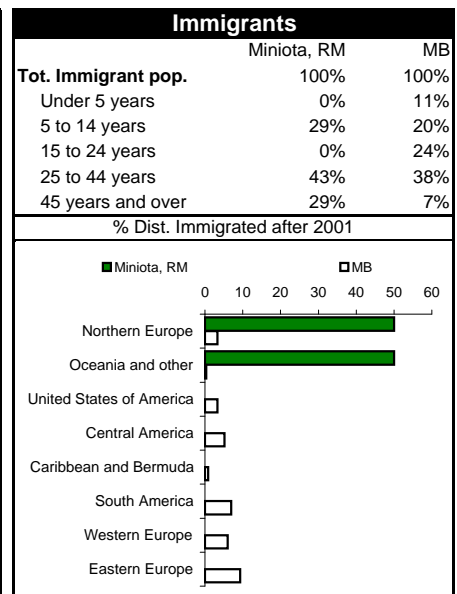 Immigrants
Miniota, RM MB
Tot. Immigrant pop. 100% 100%
Under 5 years 0% 11%
5 to 14 years 29% 20%
15 to 24 years 0% 24%
25 to 44 years 43% 38%
45 years and over 29% 7%
% Dist. Immigrated after 2001
Miniota, RM MB
0 10 20 30 40 50 60
Northern Europe
Oceania and other
United States of America
Central America
Caribbean and Bermuda
South America
Western Europe
Eastern Europe